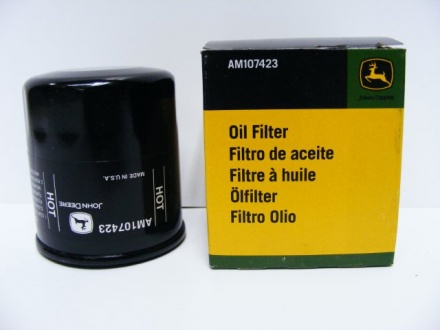 HOT
MADE IN U.S.A.
HOT
JOHN DEERE
AM107423
AM107423
JOHN DEERE
Oil Filter
Filtro de aceite
Filtre à huile
Ölfilter
Filtro Olio